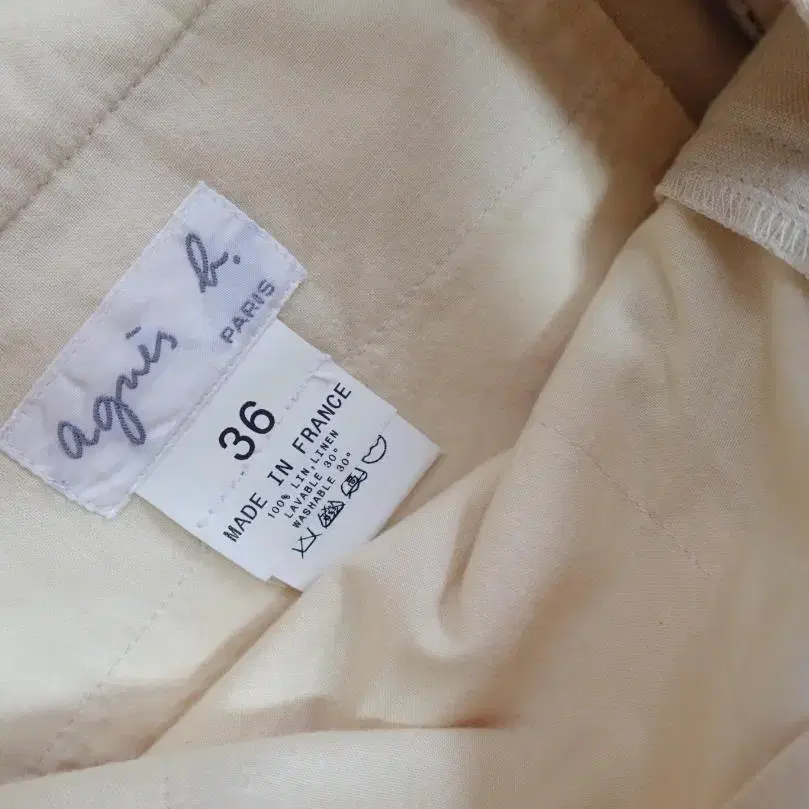 agnès b.
PARIS
36
MADE IN FRANCE
100% LIN, LINEN
LAVABLE 30°
WASHABLE 30°